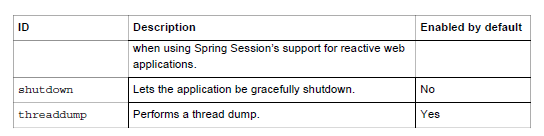 ID Description Enabled by default
when using Spring Session's support for reactive web
applications.
shutdown Lets the application be gracefully shutdown. No
threaddump Performs a thread dump. Yes